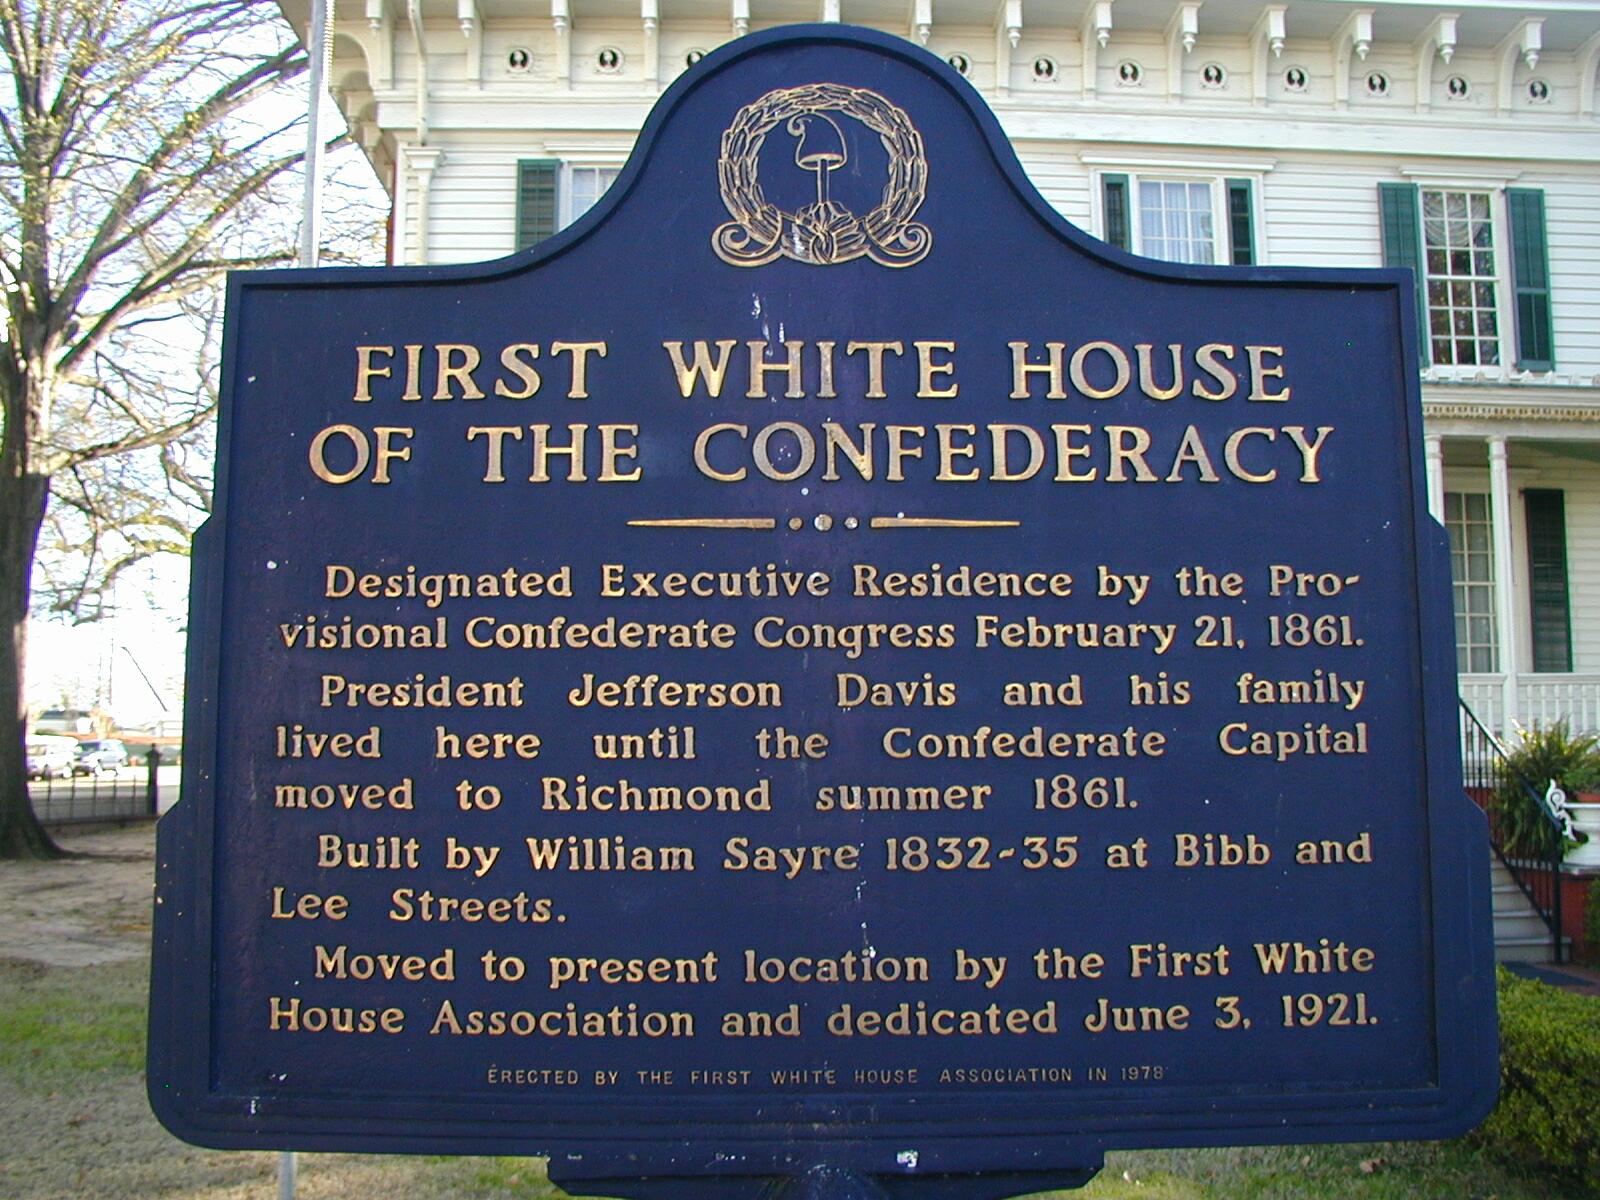 FIRST WHITE HOUSE
OF THE CONFEDERACY
Designated Executive Residence by the Pro-
visional Confederate Congress February 21, 1861.
President Jefferson Davis and his family
lived here until the Confederate Capital
moved to Richmond summer 1861.
Built by William Sayre 1832-35 at Bibb and
Lee Streets.
Moved to present location by the First White
House Association and dedicated June 3, 1921.
ERECTED BY THE FIRST WHITE HOUSE ASSOCIATION IN 1978